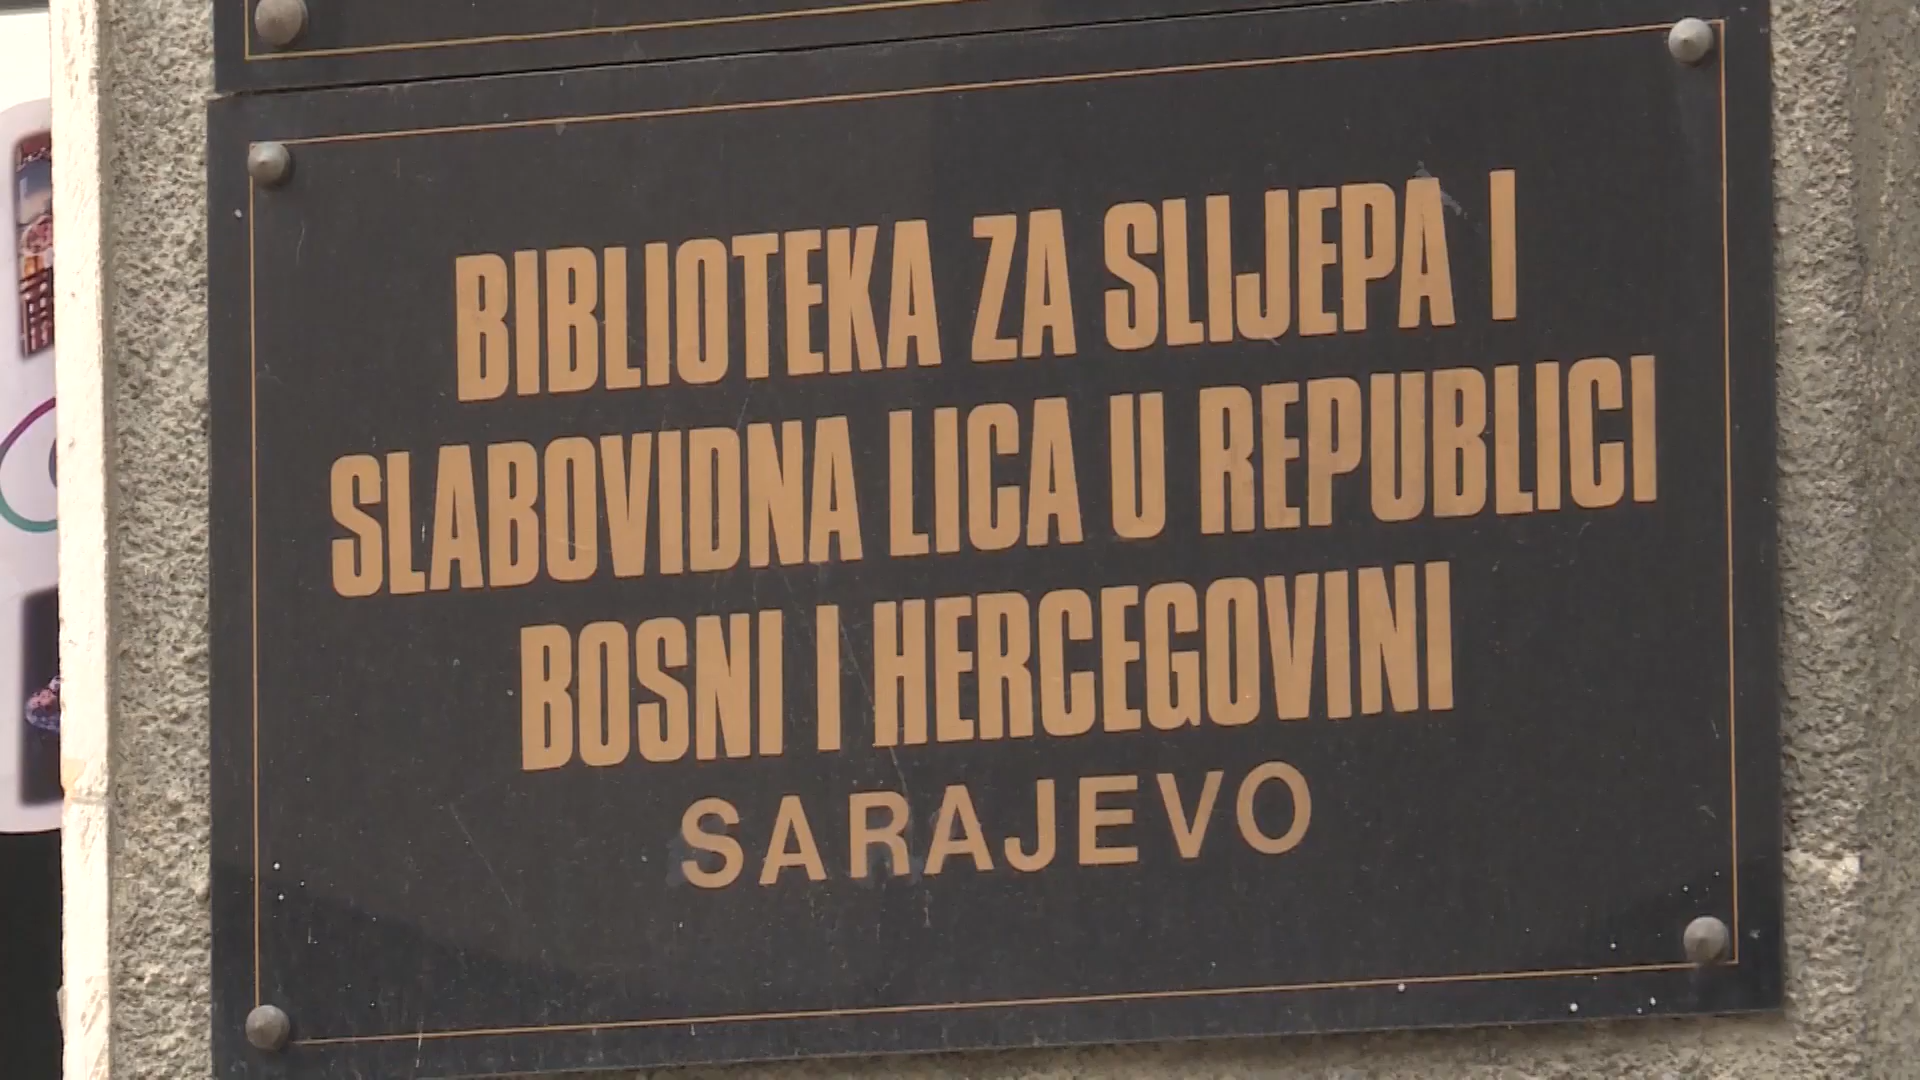 BIBLIOTEKA ZA SLIJEPA I
SLABOVIDNA LICA U REPUBLICI
BOSNI I HERCEGOVINI
SARAJEVO